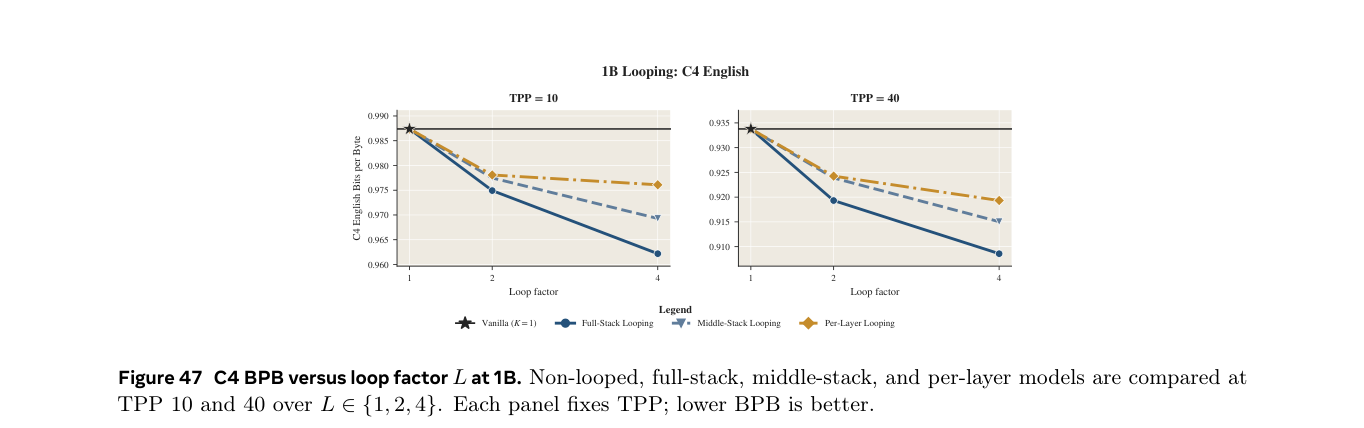 1B Looping: C4 English
TPP = 10
0.990
0.985
0.980
0.975
0.970
0.965
0.960
C4 English Bits per Byte
1
2
4
Loop factor
TPP = 40
0.935
0.930
0.925
0.920
0.915
0.910
1
2
4
Loop factor
Legend
Vanilla (K = 1)
Full-Stack Looping
Middle-Stack Looping
Per-Layer Looping
Figure 47 C4 BPB versus loop factor L at 1B. Non-looped, full-stack, middle-stack, and per-layer models are compared at
TPP 10 and 40 over L ∈ {1, 2, 4}. Each panel fixes TPP; lower BPB is better.